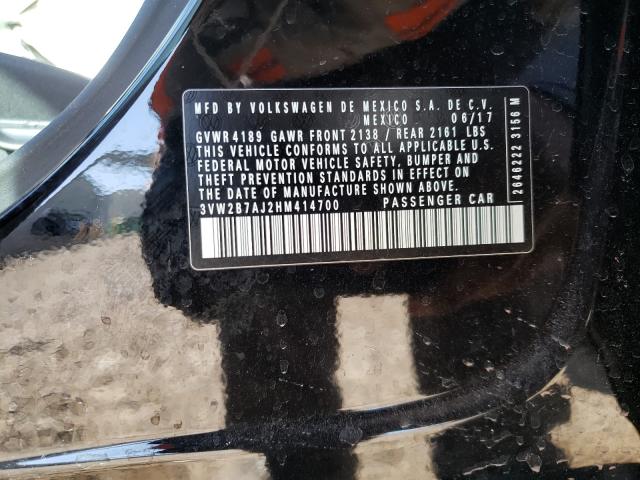 MFD BY VOLKSWAGEN DE MEXICO S.A. DE C.V.
MEXICO 06/17
GVWR 4189 GAWR FRONT 2138 / REAR 2161 LBS
THIS VEHICLE CONFORMS TO ALL APPLICABLE U.S.
FEDERAL MOTOR VEHICLE SAFETY, BUMPER AND
THEFT PREVENTION STANDARDS IN EFFECT ON
THE DATE OF MANUFACTURE SHOWN ABOVE.
3VW2B7AJ2HM414700 PASSENGER CAR
2646222 3156 M